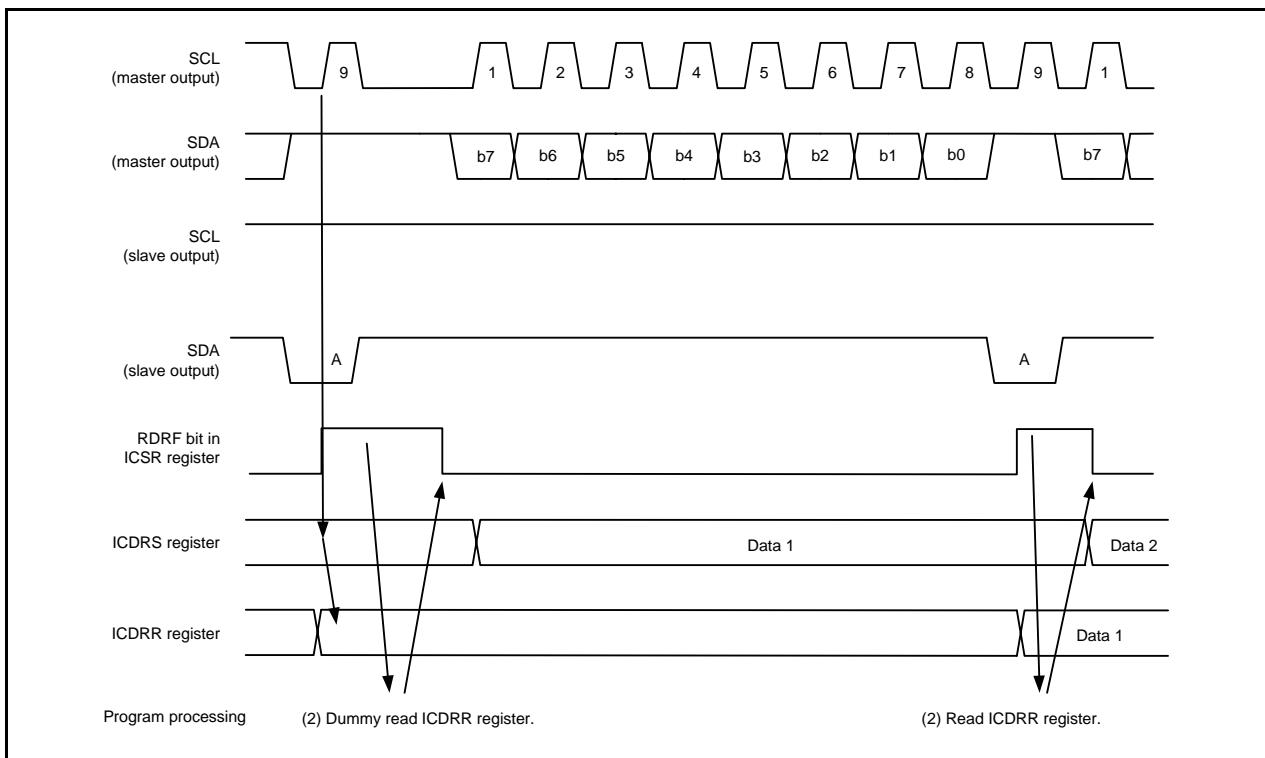 SCL
(master output)
9 1 2 3 4 5 6 7 8 9 1
SDA
(master output)
b7 b6 b5 b4 b3 b2 b1 b0 b7
SCL
(slave output)
SDA
(slave output)
A A
RDRF bit in
ICSR register
ICDRS register
Data 1 Data 2
ICDRR register
Data 1
Program processing
(2) Dummy read ICDRR register.
(2) Read ICDRR register.